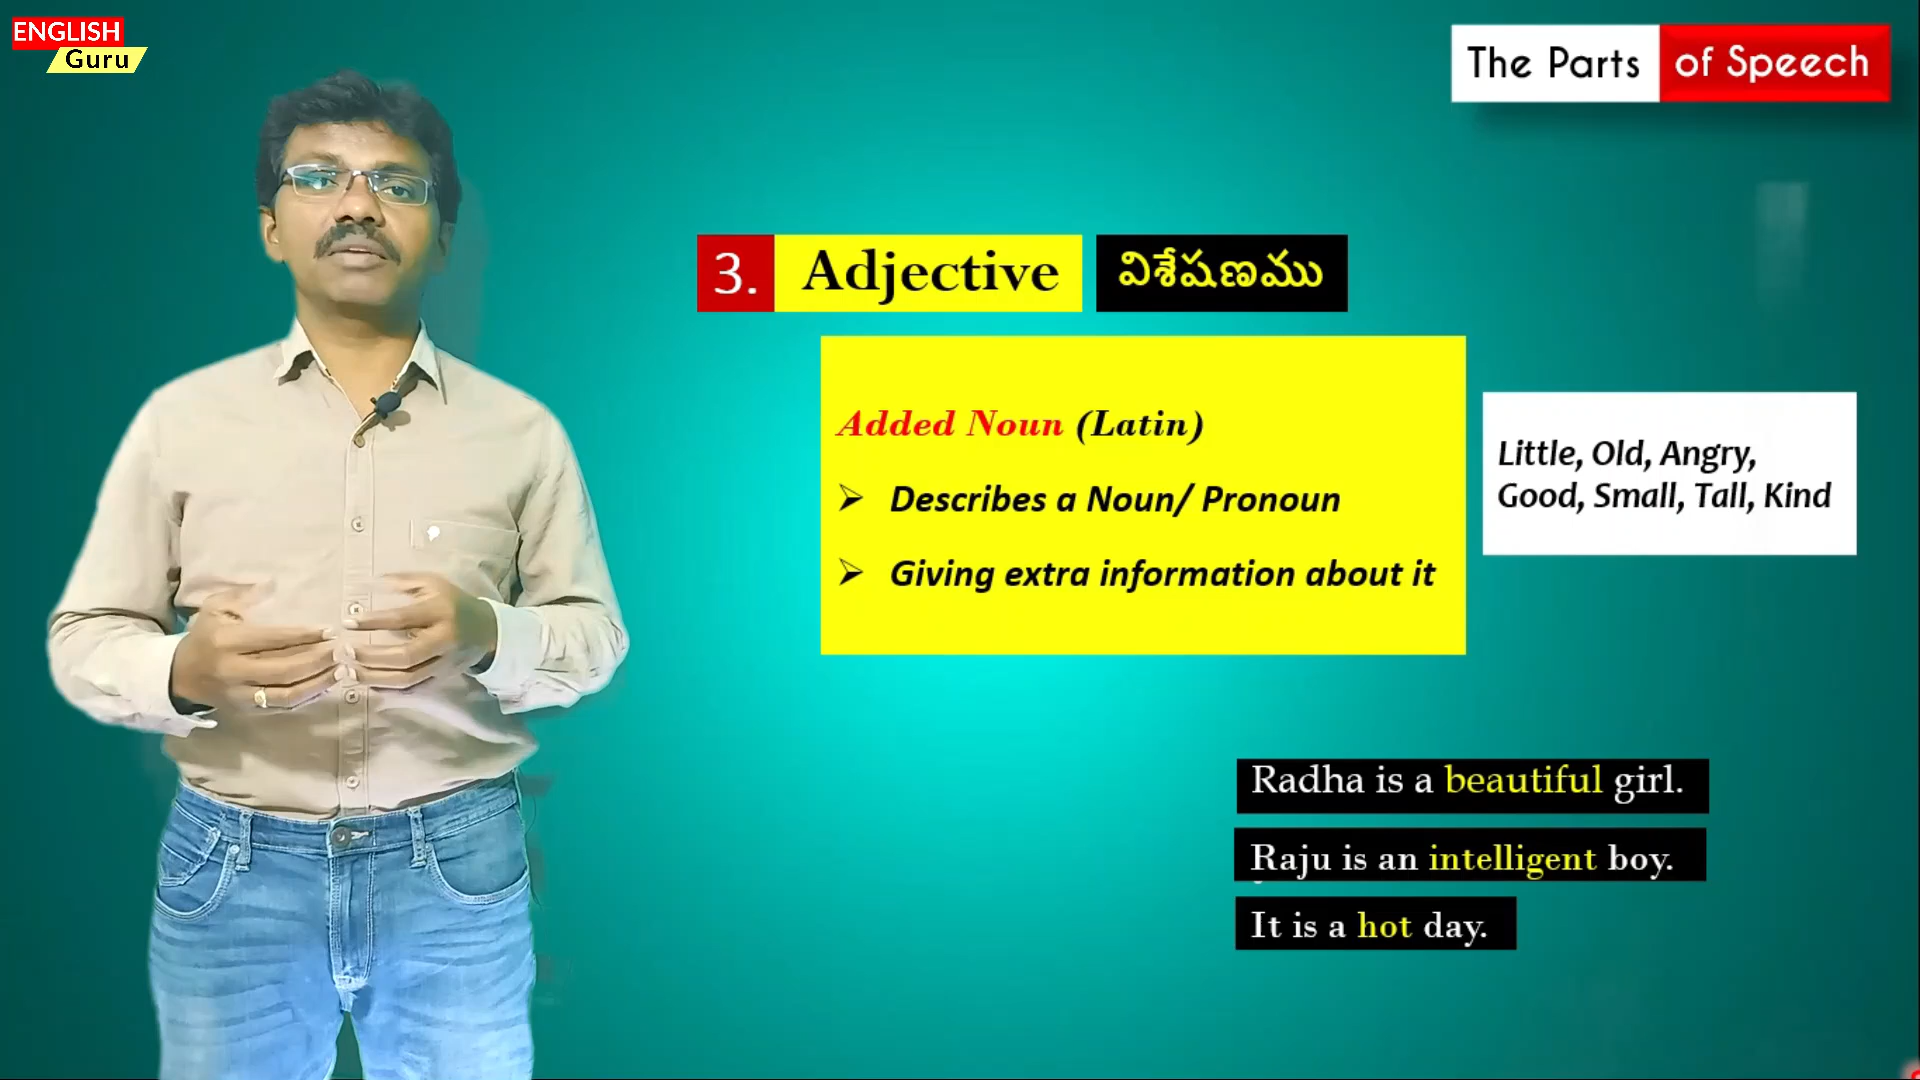 ENGLISH
Guru
The Parts of Speech
3. Adjective విశేషణము
Added Noun (Latin)
➢ Describes a Noun/ Pronoun
➢ Giving extra information about it
Little, Old, Angry,
Good, Small, Tall, Kind
Radha is a beautiful girl.
Raju is an intelligent boy.
It is a hot day.